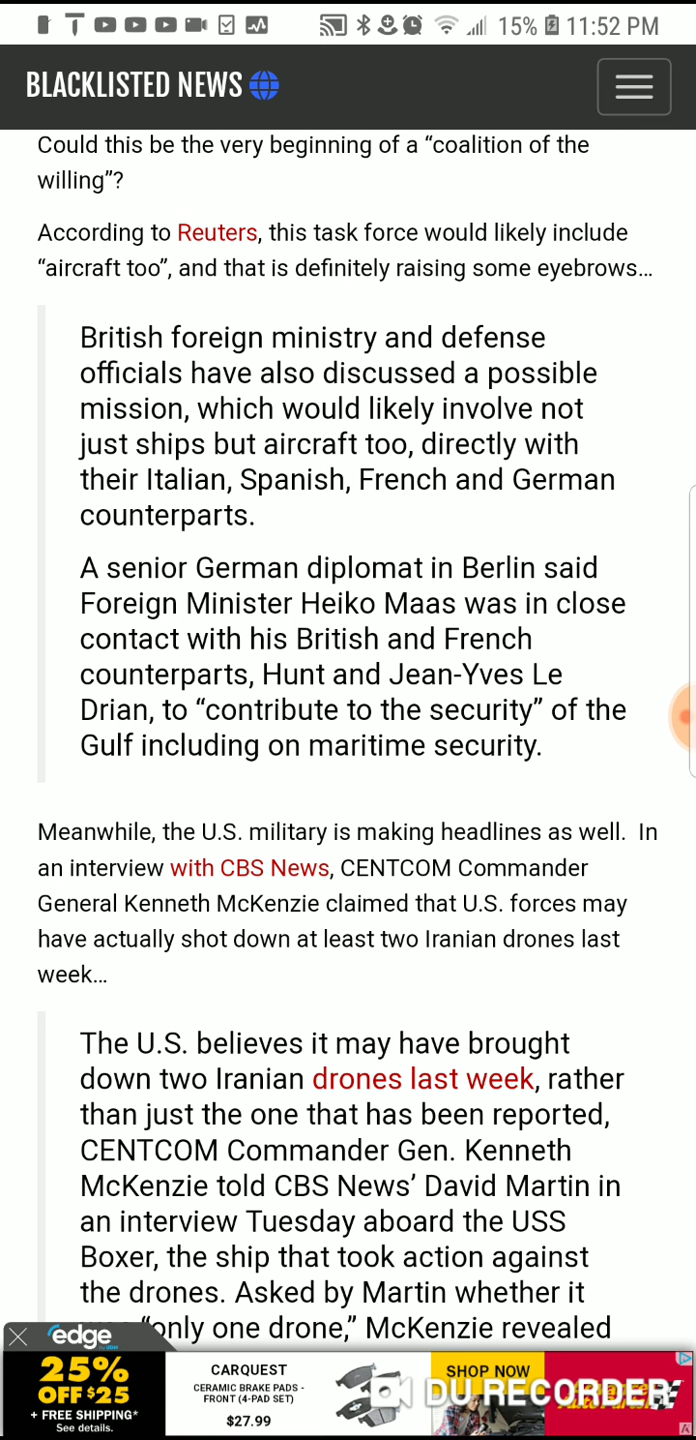 15% 11:52 PM
BLACKLISTED NEWS
Could this be the very beginning of a “coalition of the
willing”?
According to Reuters, this task force would likely include
“aircraft too”, and that is definitely raising some eyebrows…
British foreign ministry and defense
officials have also discussed a possible
mission, which would likely involve not
just ships but aircraft too, directly with
their Italian, Spanish, French and German
counterparts.
A senior German diplomat in Berlin said
Foreign Minister Heiko Maas was in close
contact with his British and French
counterparts, Hunt and Jean-Yves Le
Drian, to “contribute to the security” of the
Gulf including on maritime security.
Meanwhile, the U.S. military is making headlines as well.  In
an interview with CBS News, CENTCOM Commander
General Kenneth McKenzie claimed that U.S. forces may
have actually shot down at least two Iranian drones last
week…
The U.S. believes it may have brought
down two Iranian drones last week, rather
than just the one that has been reported,
CENTCOM Commander Gen. Kenneth
McKenzie told CBS News’ David Martin in
an interview Tuesday aboard the USS
Boxer, the ship that took action against
the drones. Asked by Martin whether it
“only one drone,” McKenzie revealed
edge
25%
OFF $25
+ FREE SHIPPING*
See details.
CARQUEST
CERAMIC BRAKE PADS -
FRONT (4-PAD SET)
$27.99
SHOP NOW
DU RECORDER